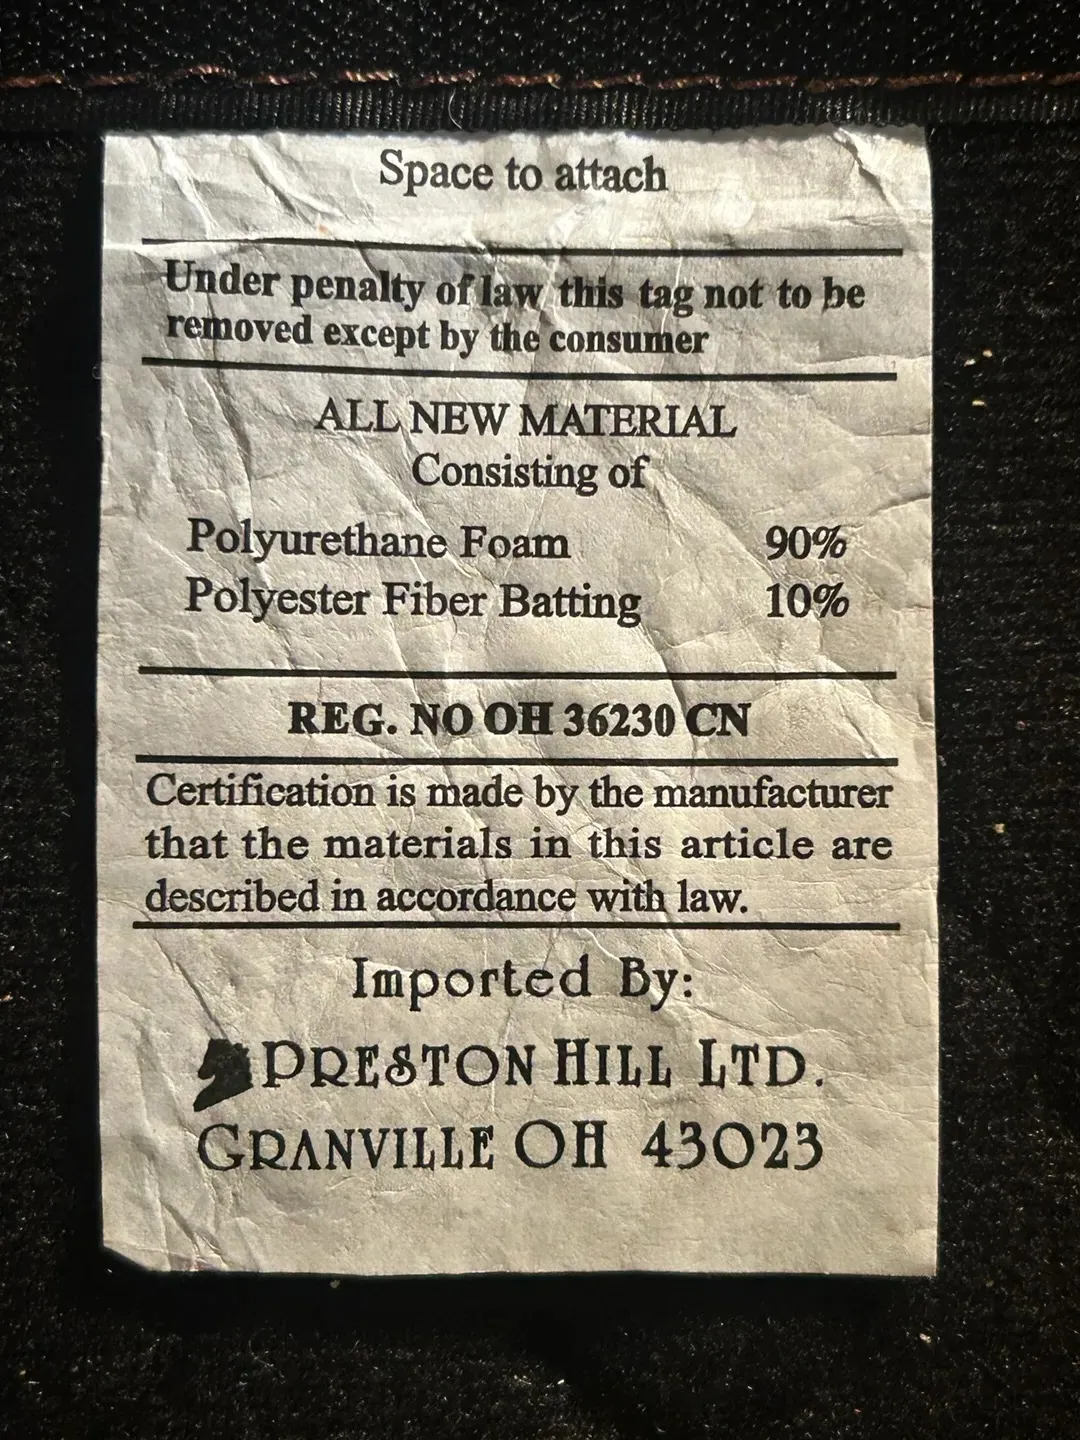 Space to attach
Under penalty of law this tag not to be
removed except by the consumer
ALL NEW MATERIAL
Consisting of
Polyurethane Foam 90%
Polyester Fiber Batting 10%
REG. NO OH 36230 CN
Certification is made by the manufacturer
that the materials in this article are
described in accordance with law.
Imported By:
PRESTON HILL LTD.
GRANVILLE OH 43023